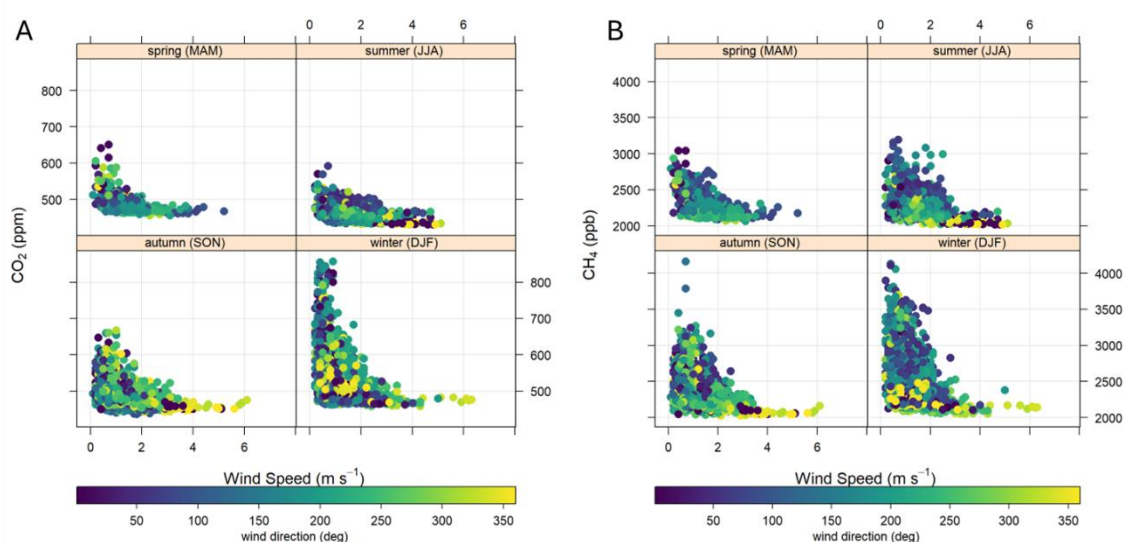 A
0 2 4 6
spring (MAM) summer (JJA)
800
700
600
500
CO₂ (ppm)
autumn (SON) winter (DJF)
800
700
600
500
0 2 4 6
Wind Speed (m s⁻¹)
50 100 150 200 250 300 350
wind direction (deg)
B
0 2 4 6
spring (MAM) summer (JJA)
4000
3500
3000
2500
2000
CH₄ (ppb)
autumn (SON) winter (DJF)
4000
3500
3000
2500
2000
0 2 4 6
Wind Speed (m s⁻¹)
50 100 150 200 250 300 350
wind direction (deg)